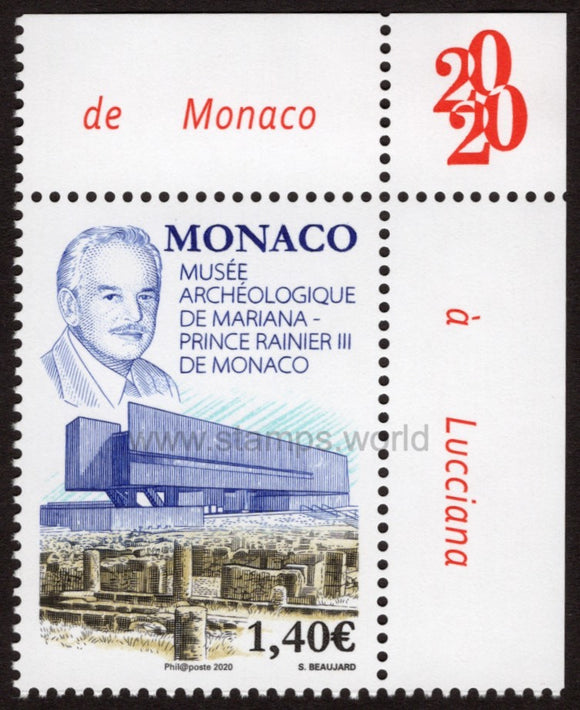 de Monaco
2020
MONACO
MUSÉE
ARCHÉOLOGIQUE
DE MARIANA -
PRINCE RAINIER III
DE MONACO
à Lucciana
www.stamps.world
1,40€
Phil@poste 2020
S. BEAUJARD